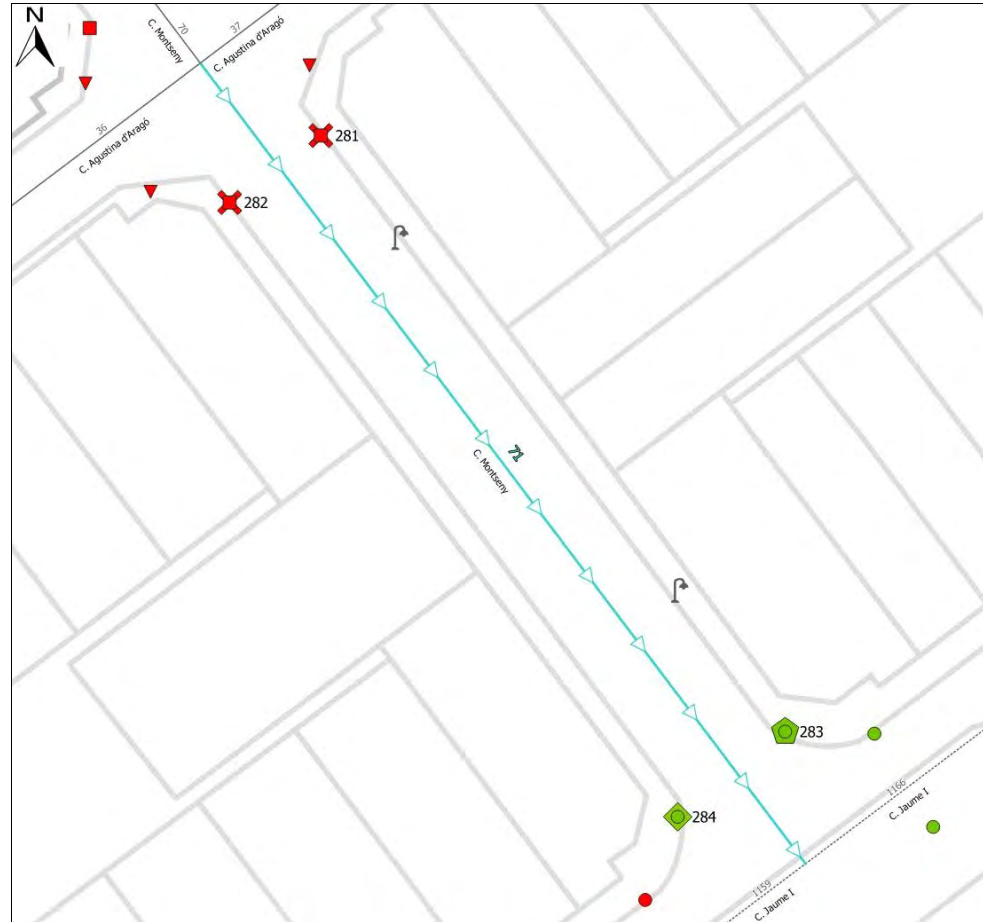 N
70
C. Montseny
37
C. Agustina d'Aragó
36
C. Agustina d'Aragó
281
282
71
C. Montseny
283
284
1166
C. Jaume I
1159
C. Jaume I